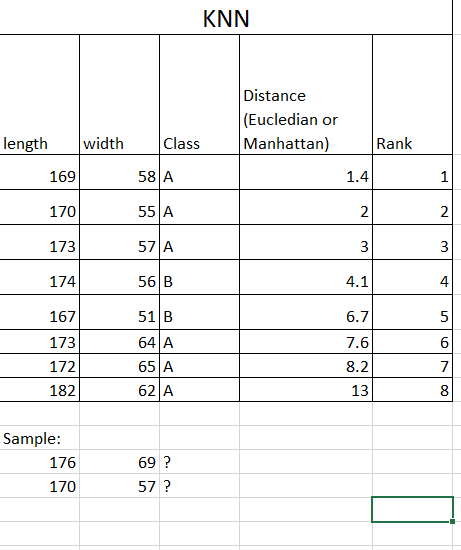 KNN
Distance
(Eucledian or
length width Class Manhattan) Rank
169 58 A 1.4 1
170 55 A 2 2
173 57 A 3 3
174 56 B 4.1 4
167 51 B 6.7 5
173 64 A 7.6 6
172 65 A 8.2 7
182 62 A 13 8
Sample:
176 69 ?
170 57 ?